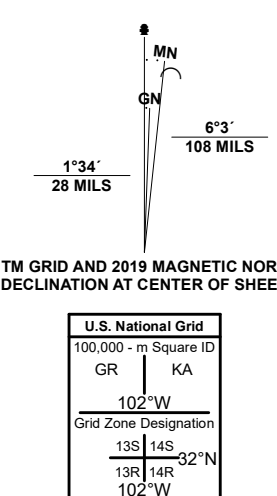 MN
GN
6°3´
108 MILS
1°34´
28 MILS
TM GRID AND 2019 MAGNETIC NOR
DECLINATION AT CENTER OF SHEE
U.S. National Grid
100,000 - m Square ID
GR KA
102°W
Grid Zone Designation
13S 14S
32°N
13R 14R
102°W